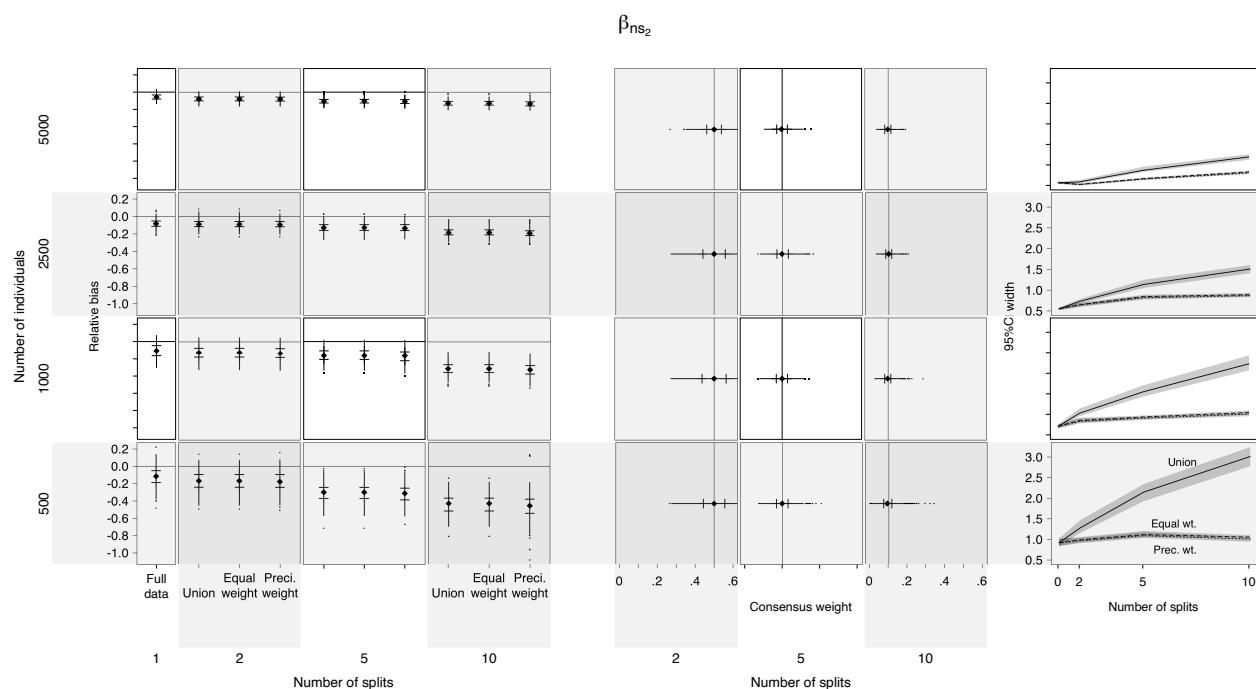 βns2
Number of individuals
5000
2500
1000
500
Relative bias
0.2
0.0
-0.2
-0.4
-0.6
-0.8
-1.0
0.2
0.0
-0.2
-0.4
-0.6
-0.8
-1.0
Full data
Union
Equal weight
Preci. weight
Union
Equal weight
Preci. weight
1
2
5
10
Number of splits
0 .2 .4 .6
0 .2 .4 .6
Consensus weight
2
5
10
Number of splits
95%CI width
3.0
2.5
2.0
1.5
1.0
0.5
3.0
2.5
2.0
1.5
1.0
0.5
Union
Equal wt.
Prec. wt.
0 2 5 10
Number of splits